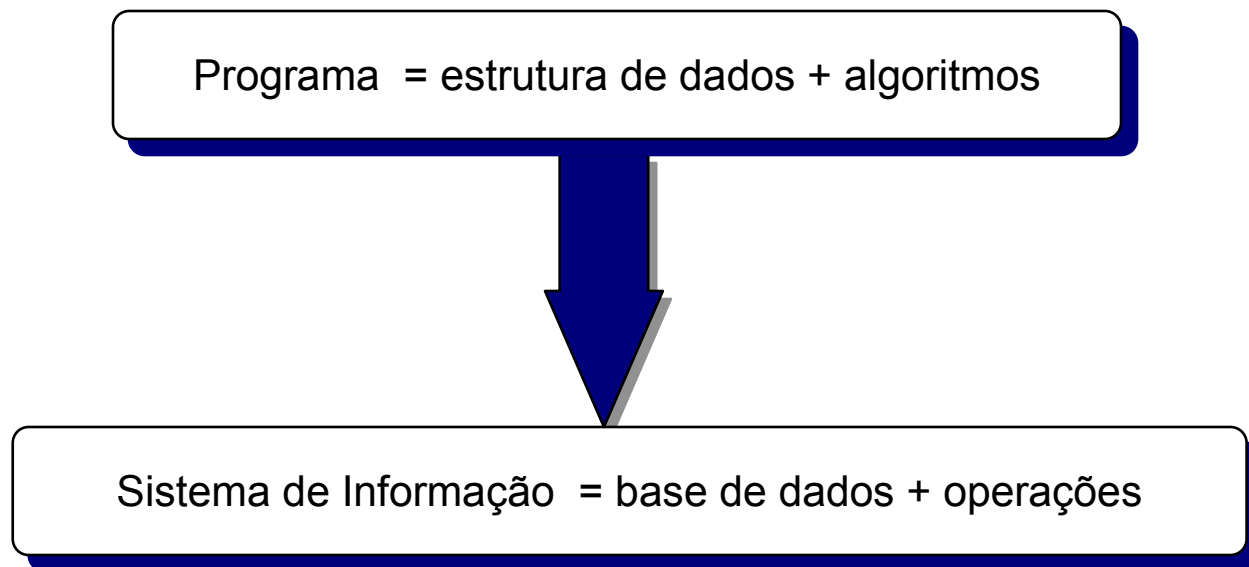 Programa = estrutura de dados + algoritmos
Sistema de Informação = base de dados + operações